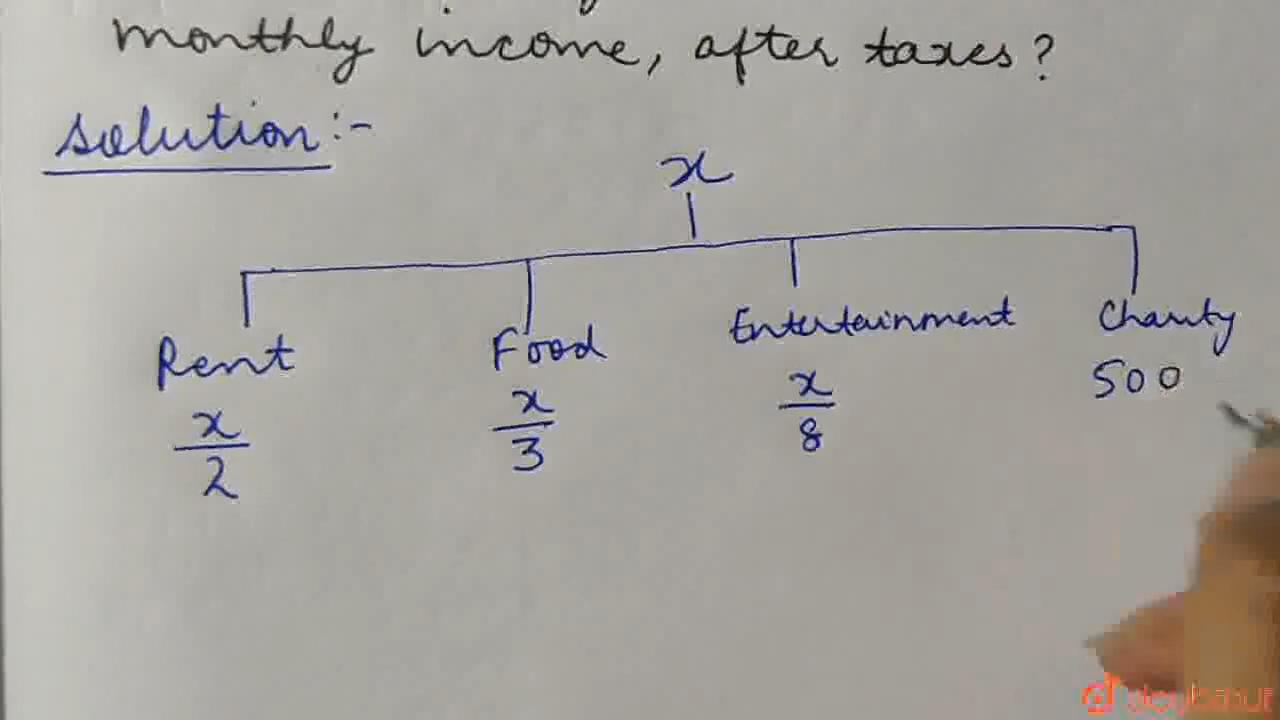 monthly income, after taxes?
Solution:-
x
Rent Food Entertainment Charity
x/2 x/3 x/8 500